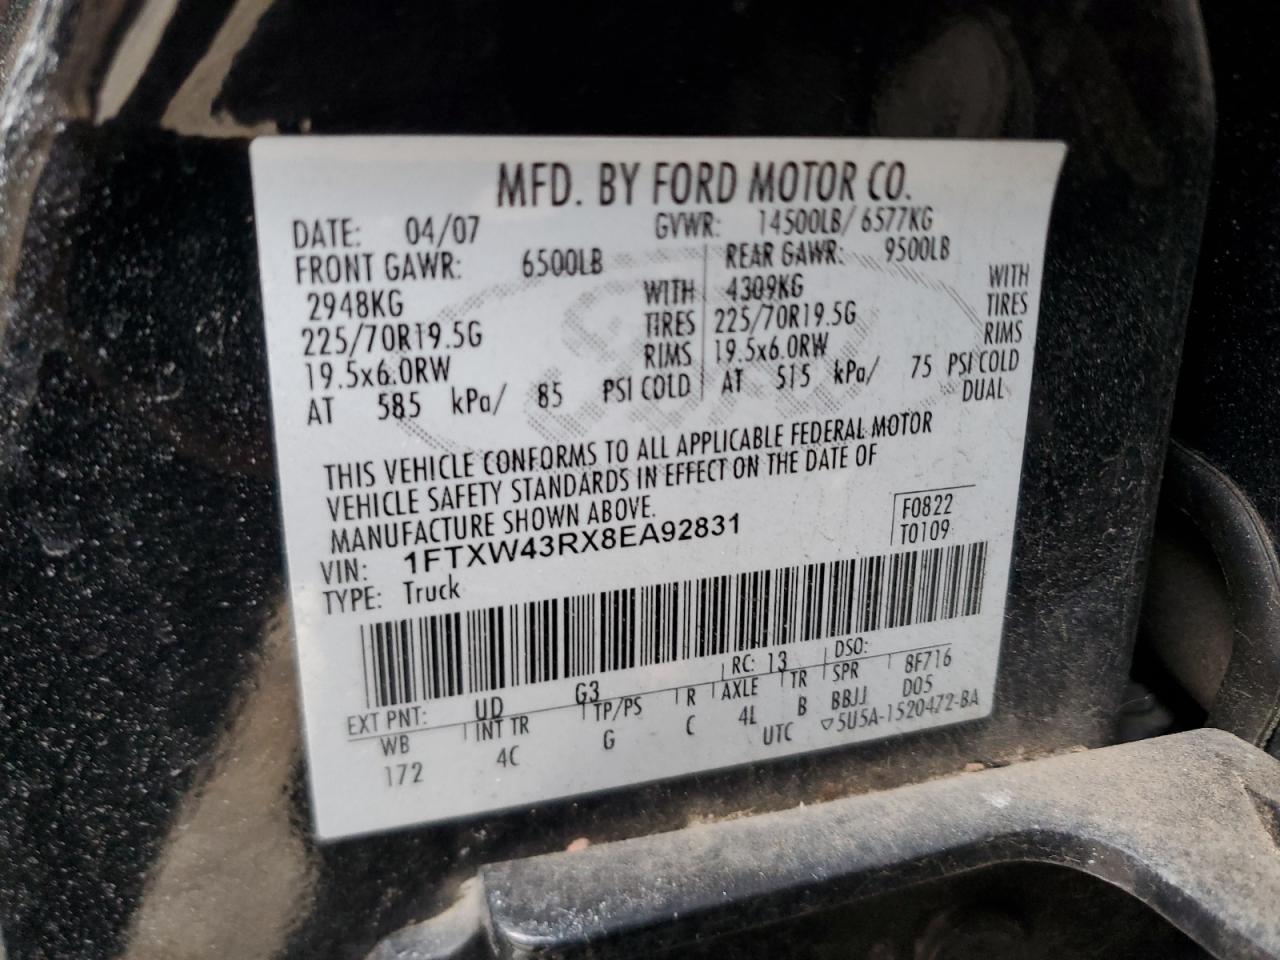 MFD. BY FORD MOTOR CO.
DATE: 04/07 GVWR: 14500LB/ 6577KG
FRONT GAWR: 6500LB REAR GAWR: 9500LB
2948KG WITH 4309KG WITH
225/70R19.5G TIRES 225/70R19.5G TIRES
19.5x6.0RW RIMS 19.5x6.0RW RIMS
AT 585 kPa/ 85 PSI COLD AT 515 kPa/ 75 PSI COLD
DUAL
THIS VEHICLE CONFORMS TO ALL APPLICABLE FEDERAL MOTOR
VEHICLE SAFETY STANDARDS IN EFFECT ON THE DATE OF
MANUFACTURE SHOWN ABOVE.
F0822
T0109
VIN: 1FTXW43RX8EA92831
TYPE: Truck
EXT PNT: UD G3 RC: 13 DSO:
WB INT TR TP/PS R AXLE TR SPR 8F716
172 4C G C 4L B BBJJ D05
UTC ▽5U5A-1520472-BA